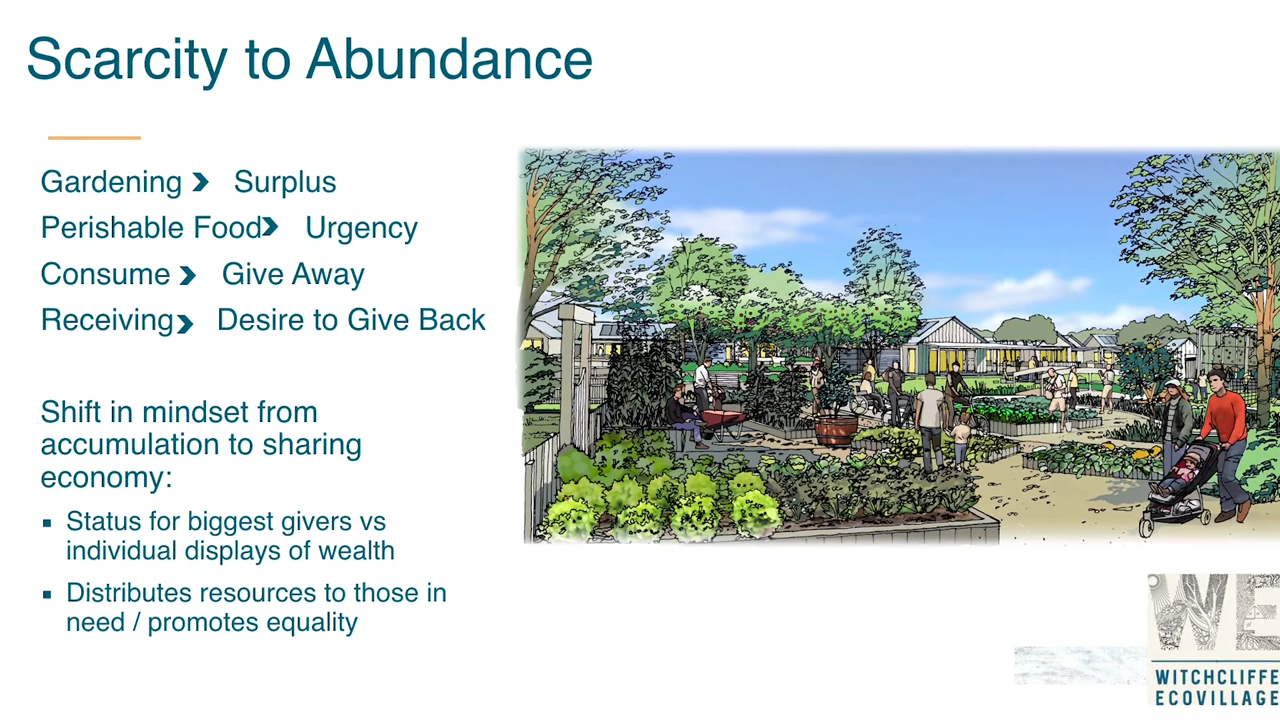 Scarcity to Abundance
Gardening › Surplus
Perishable Food › Urgency
Consume › Give Away
Receiving › Desire to Give Back
Shift in mindset from
accumulation to sharing
economy:
▪ Status for biggest givers vs
individual displays of wealth
▪ Distributes resources to those in
need / promotes equality
WE
WITCHCLIFFE
ECOVILLAGE